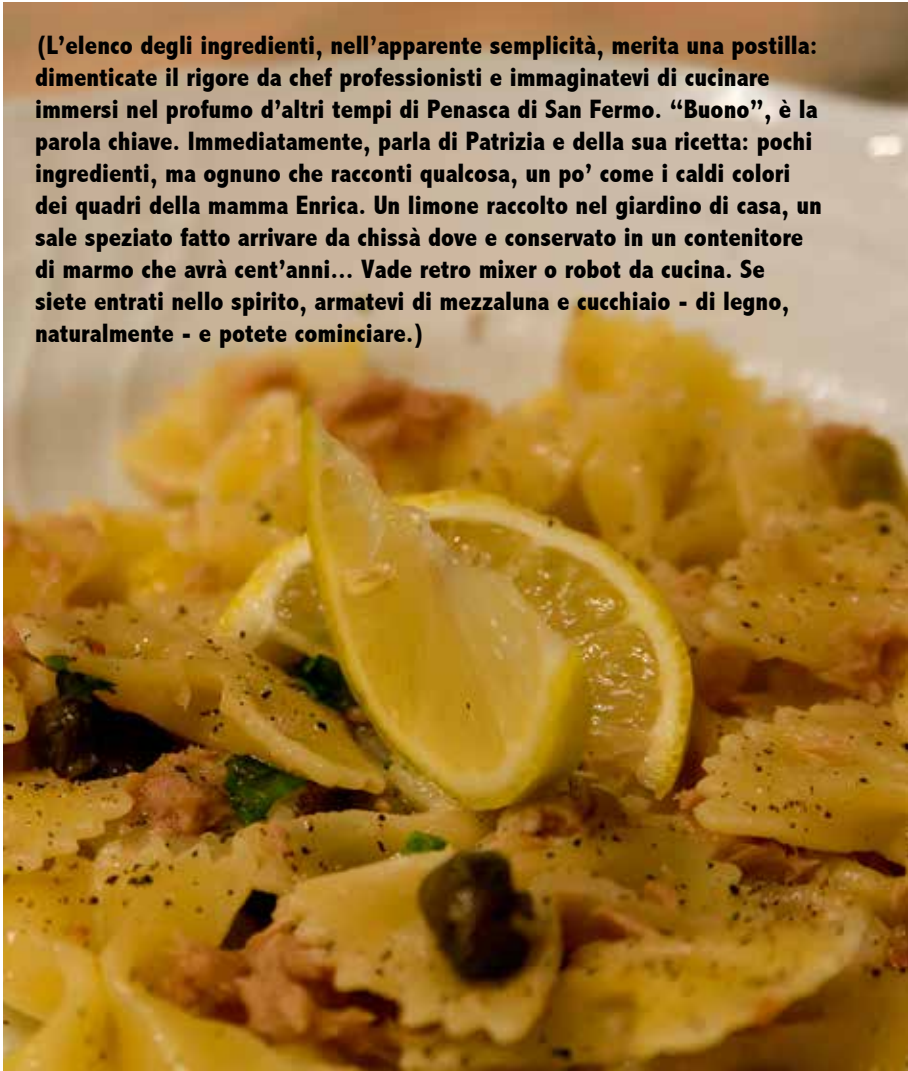 (L’elenco degli ingredienti, nell’apparente semplicità, merita una postilla:
dimenticate il rigore da chef professionisti e immaginatevi di cucinare
immersi nel profumo d’altri tempi di Penasca di San Fermo. “Buono”, è la
parola chiave. Immediatamente, parla di Patrizia e della sua ricetta: pochi
ingredienti, ma ognuno che racconti qualcosa, un po’ come i caldi colori
dei quadri della mamma Enrica. Un limone raccolto nel giardino di casa, un
sale speziato fatto arrivare da chissà dove e conservato in un contenitore
di marmo che avrà cent’anni... Vade retro mixer o robot da cucina. Se
siete entrati nello spirito, armatevi di mezzaluna e cucchiaio - di legno,
naturalmente - e potete cominciare.)